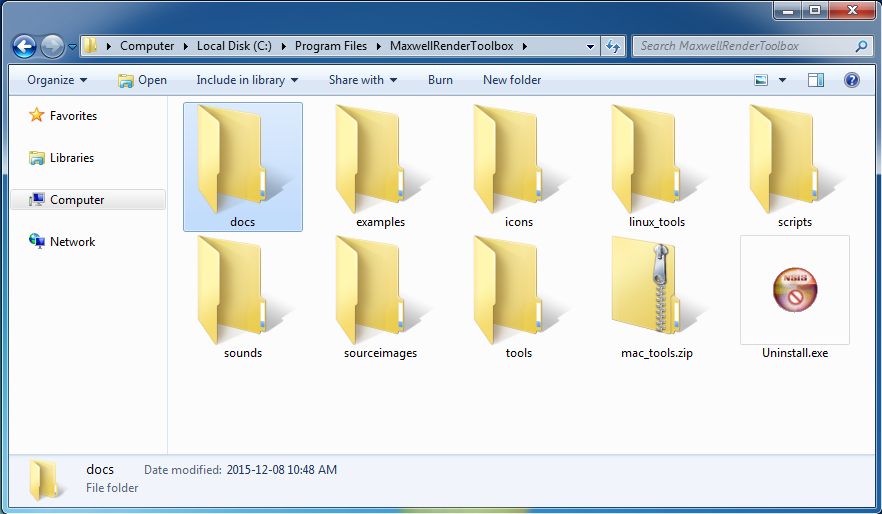 Computer Local Disk (C:) Program Files MaxwellRenderToolbox Search MaxwellRenderToolbox
Organize Open Include in library Share with Burn New folder
Favorites
Libraries
Computer
Network
docs examples icons linux_tools scripts
NSIS
sounds sourceimages tools mac_tools.zip Uninstall.exe
docs Date modified: 2015-12-08 10:48 AM
File folder